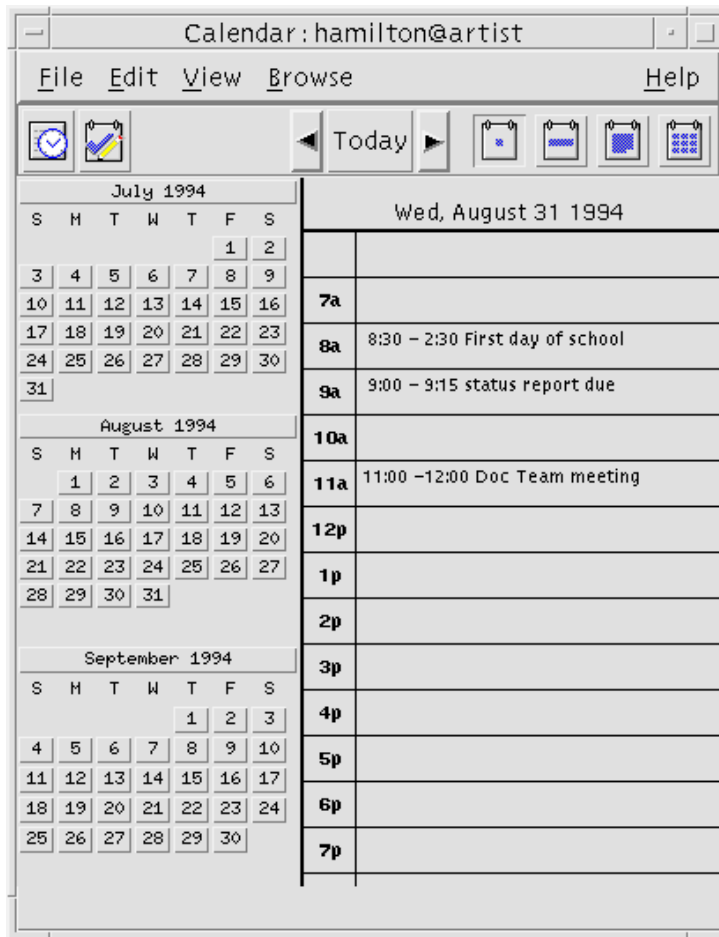 Calendar : hamilton@artist
File Edit View Browse Help
Today
July 1994
S M T W T F S
1 2
3 4 5 6 7 8 9
10 11 12 13 14 15 16
17 18 19 20 21 22 23
24 25 26 27 28 29 30
31
August 1994
S M T W T F S
1 2 3 4 5 6
7 8 9 10 11 12 13
14 15 16 17 18 19 20
21 22 23 24 25 26 27
28 29 30 31
September 1994
S M T W T F S
1 2 3
4 5 6 7 8 9 10
11 12 13 14 15 16 17
18 19 20 21 22 23 24
25 26 27 28 29 30
Wed, August 31 1994
7a
8a 8:30 – 2:30 First day of school
9a 9:00 – 9:15 status report due
10a
11a 11:00 –12:00 Doc Team meeting
12p
1p
2p
3p
4p
5p
6p
7p